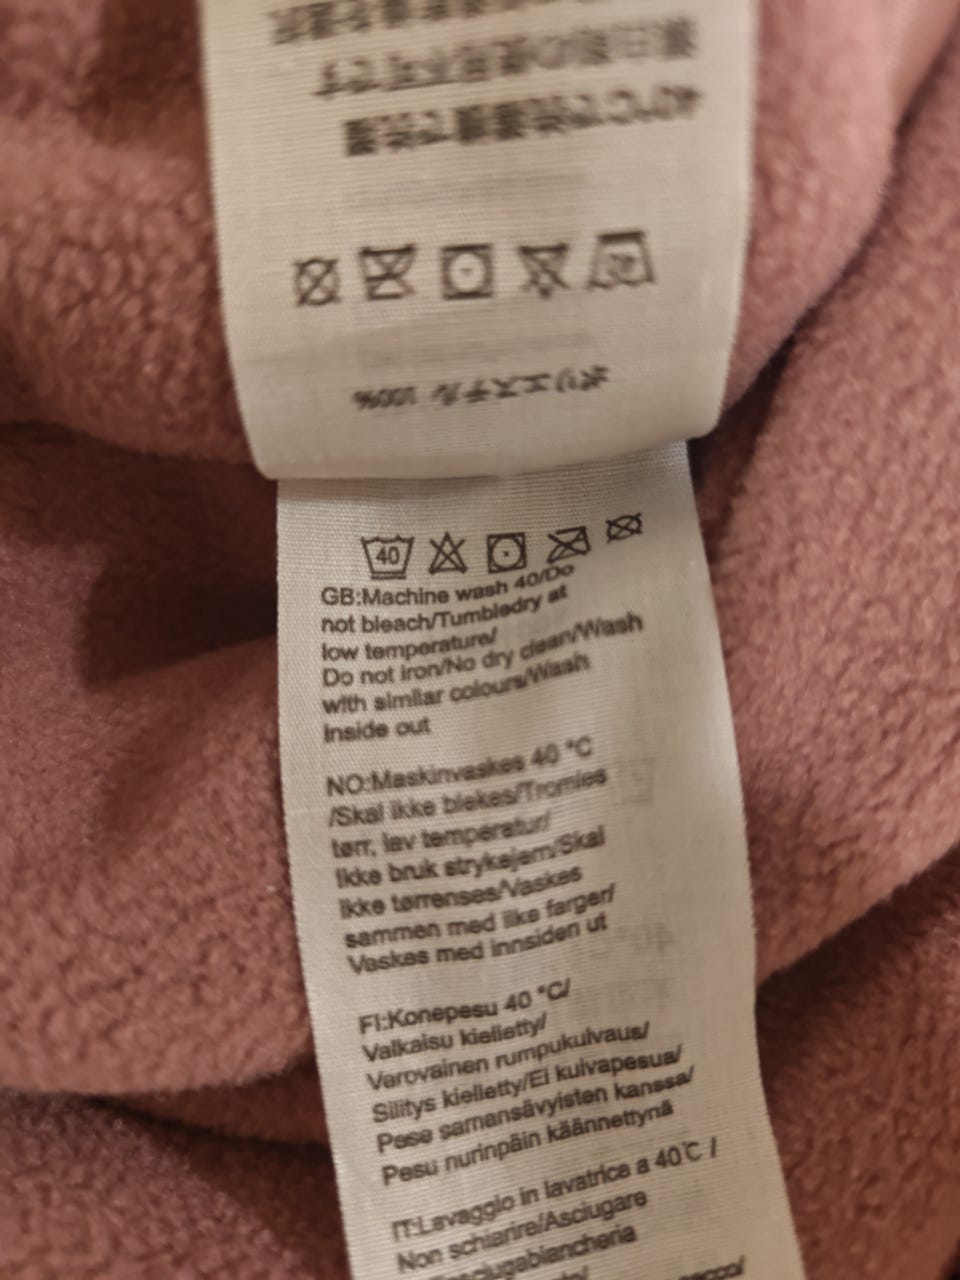 ポリエステル 100%
40
GB:Machine wash 40/Do
not bleach/Tumbledry at
low temperature/
Do not iron/No dry clean/Wash
with similar colours/Wash
inside out
NO:Maskinvaskes 40 °C
/Skal ikke blekes/Tromles
tørr, lav temperatur/
Ikke bruk strykejern/Skal
ikke tørrenses/Vaskes
sammen med like farger/
Vaskes med innsiden ut
FI:Konepesu 40 °C/
Valkaisu kielletty/
Varovainen rumpukuivaus/
Silitys kielletty/Ei kuivapesua/
Pese samansävyisten kanssa/
Pesu nurinpäin käännettynä
IT:Lavaggio in lavatrice a 40℃ /
Non schiarire/Asciugare